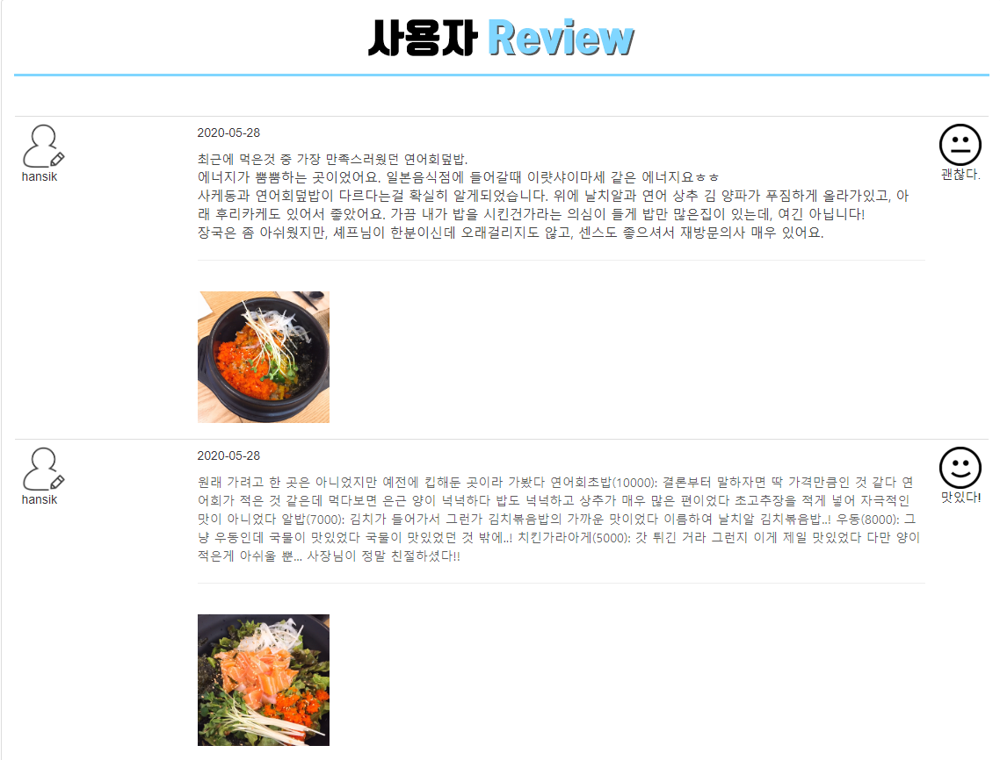 사용자 Review
2020-05-28
hansik
괜찮다.
최근에 먹은것 중 가장 만족스러웠던 연어회덮밥.
에너지가 뿜뿜하는 곳이었어요. 일본음식점에 들어갈때 이랏샤이마세 같은 에너지요ㅎㅎ
사케동과 연어회덮밥이 다르다는걸 확실히 알게되었습니다. 위에 날치알과 연어 상추 김 양파가 푸짐하게 올라가있고, 아
래 후리카케도 있어서 좋았어요. 가끔 내가 밥을 시킨건가라는 의심이 들게 밥만 많은집이 있는데, 여긴 아닙니다!
장국은 좀 아쉬웠지만, 셰프님이 한분이신데 오래걸리지도 않고, 센스도 좋으셔서 재방문의사 매우 있어요.
2020-05-28
hansik
맛있다!
원래 가려고 한 곳은 아니었지만 예전에 킵해둔 곳이라 가봤다 연어회초밥(10000): 결론부터 말하자면 딱 가격만큼인 것 같다 연
어회가 적은 것 같은데 먹다보면 은근 양이 넉넉하다 밥도 넉넉하고 상추가 매우 많은 편이었다 초고추장을 적게 넣어 자극적인
맛이 아니었다 알밥(7000): 김치가 들어가서 그런가 김치볶음밥의 가까운 맛이었다 이름하여 날치알 김치볶음밥..! 우동(8000): 그
냥 우동인데 국물이 맛있었다 국물이 맛있었던 것 밖에..! 치킨가라아게(5000): 갓 튀긴 거라 그런지 이게 제일 맛있었다 다만 양이
적은게 아쉬울 뿐... 사장님이 정말 친절하셨다!!